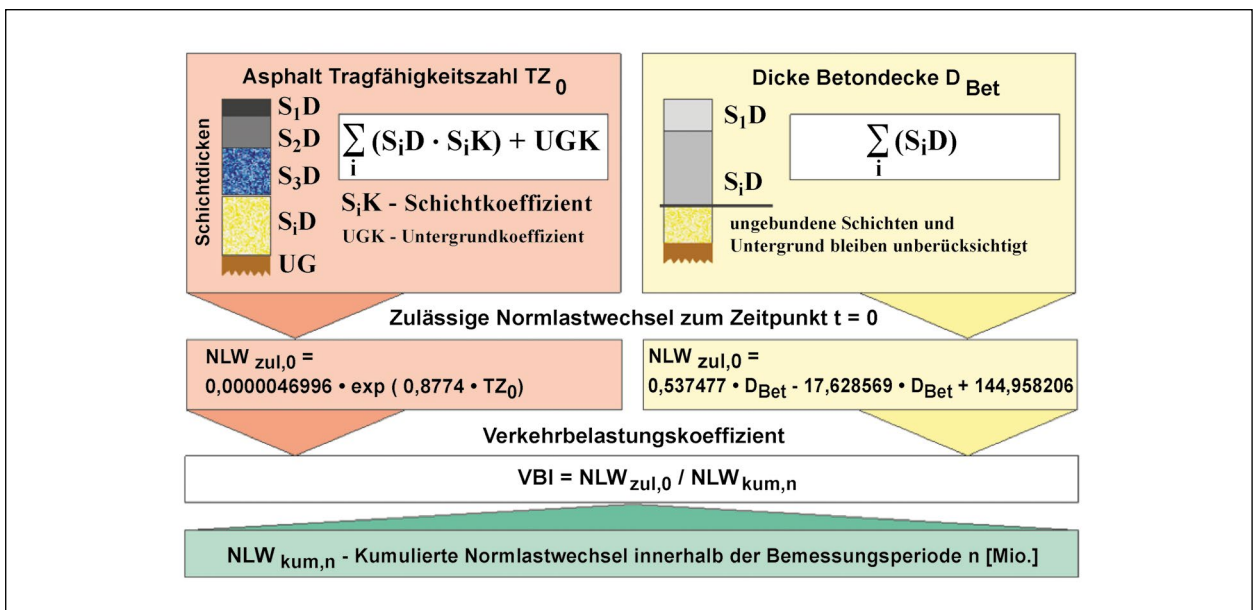 Asphalt Tragfähigkeitszahl TZ 0
Schichtdicken
S1D
S2D
S3D
SiD
UG
∑i (SiD · SiK) + UGK
SiK - Schichtkoeffizient
UGK - Untergrundkoeffizient
Dicke Betondecke D Bet
S1D
SiD
∑i (SiD)
ungebundene Schichten und
Untergrund bleiben unberücksichtigt
Zulässige Normlastwechsel zum Zeitpunkt t = 0
NLW zul,0 =
0,0000046996 • exp ( 0,8774 • TZ0)
NLW zul,0 =
0,537477 • DBet - 17,628569 • DBet + 144,958206
Verkehrbelastungskoeffizient
VBI = NLWzul,0 / NLWkum,n
NLW kum,n - Kumulierte Normlastwechsel innerhalb der Bemessungsperiode n [Mio.]